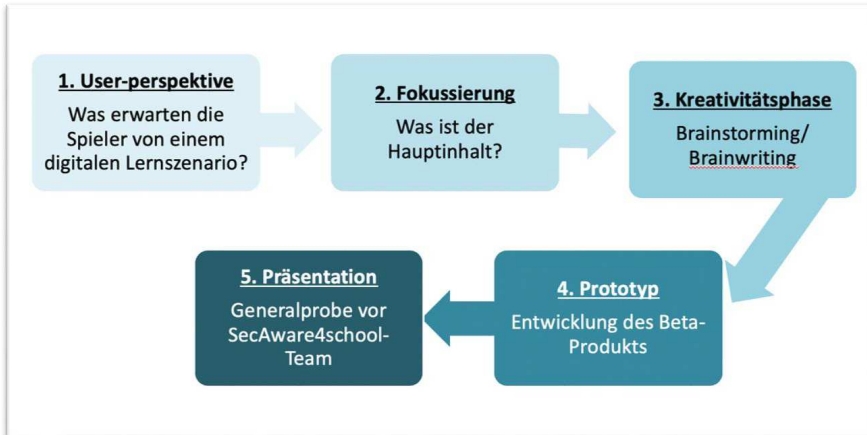 1. User-perspektive
Was erwarten die
Spieler von einem
digitalen Lernszenario?
2. Fokussierung
Was ist der
Hauptinhalt?
3. Kreativitätsphase
Brainstorming/
Brainwriting
4. Prototyp
Entwicklung des Beta-
Produkts
5. Präsentation
Generalprobe vor
SecAware4school-
Team